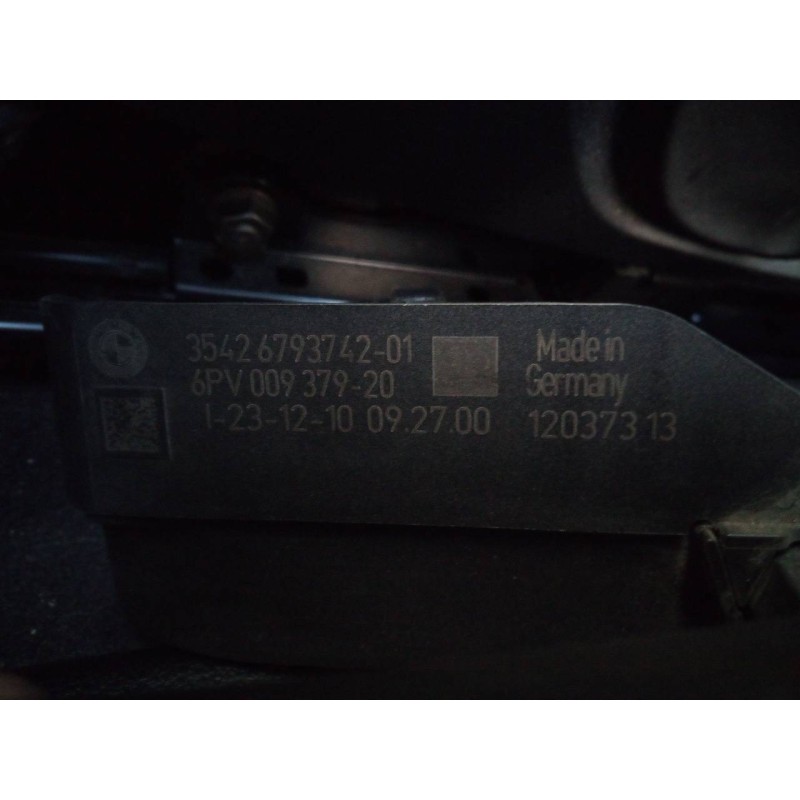 3542 6793742-01
6PV 009 379-20
I-23-12-10 09.27.00
Made in
Germany
12037313